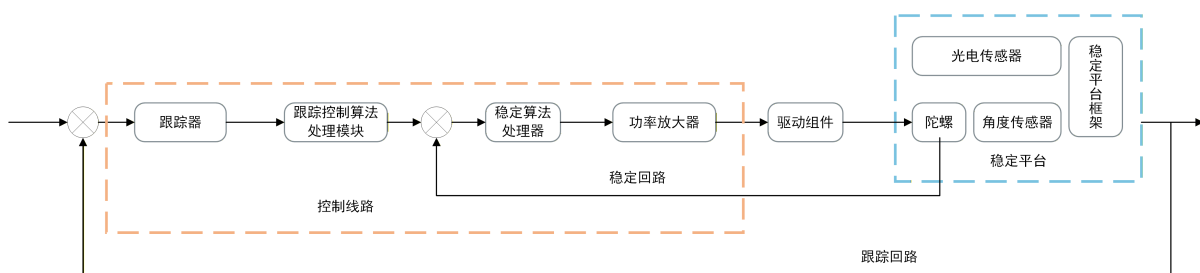 光电传感器
稳定平台框架
跟踪器
跟踪控制算法
处理模块
稳定算法
处理器
功率放大器
驱动组件
陀螺
角度传感器
稳定平台
稳定回路
控制线路
跟踪回路